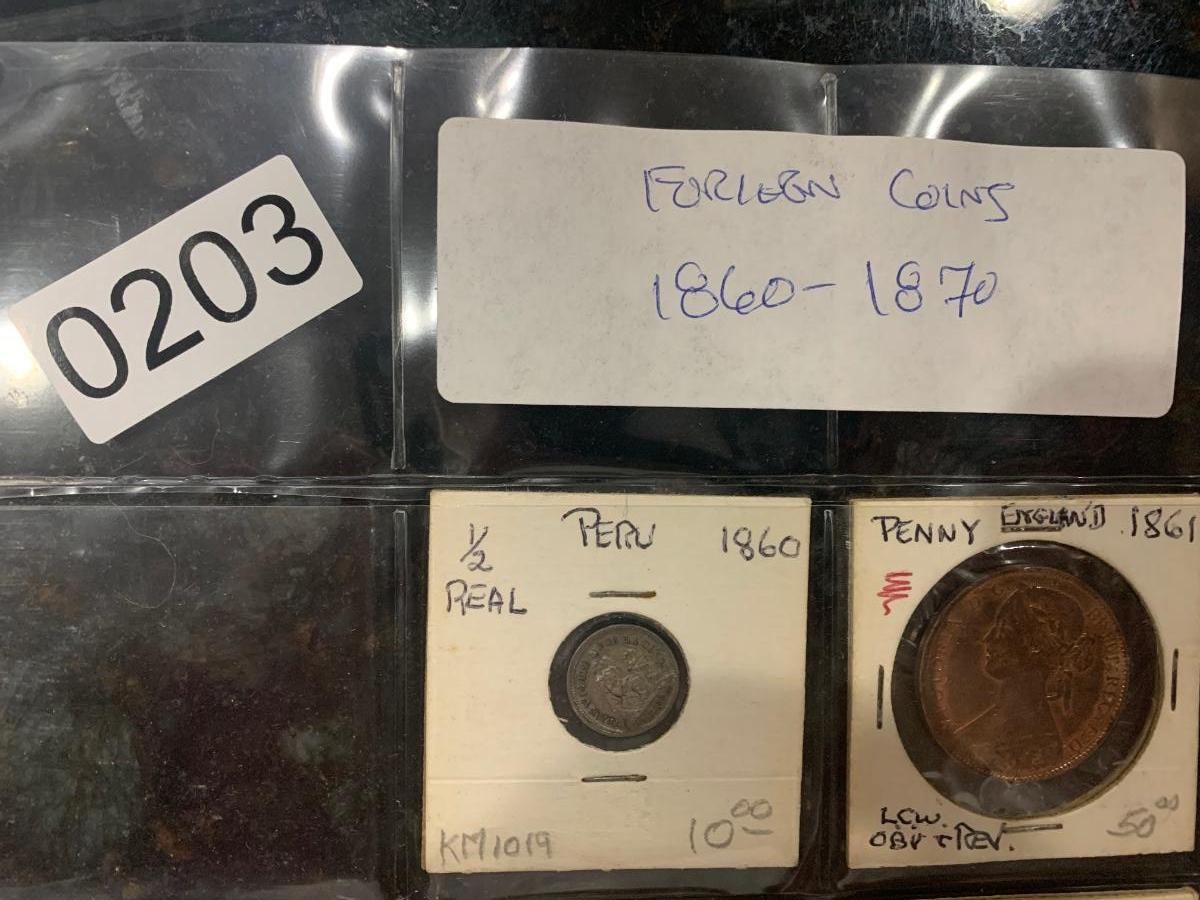 0203
FORIEGN COINS
1860-1870
1/2 PERU 1860
REAL
KM1019 10.00
PENNY ENGLAND 1861
L.C.W. 50.00
OBV + REV.